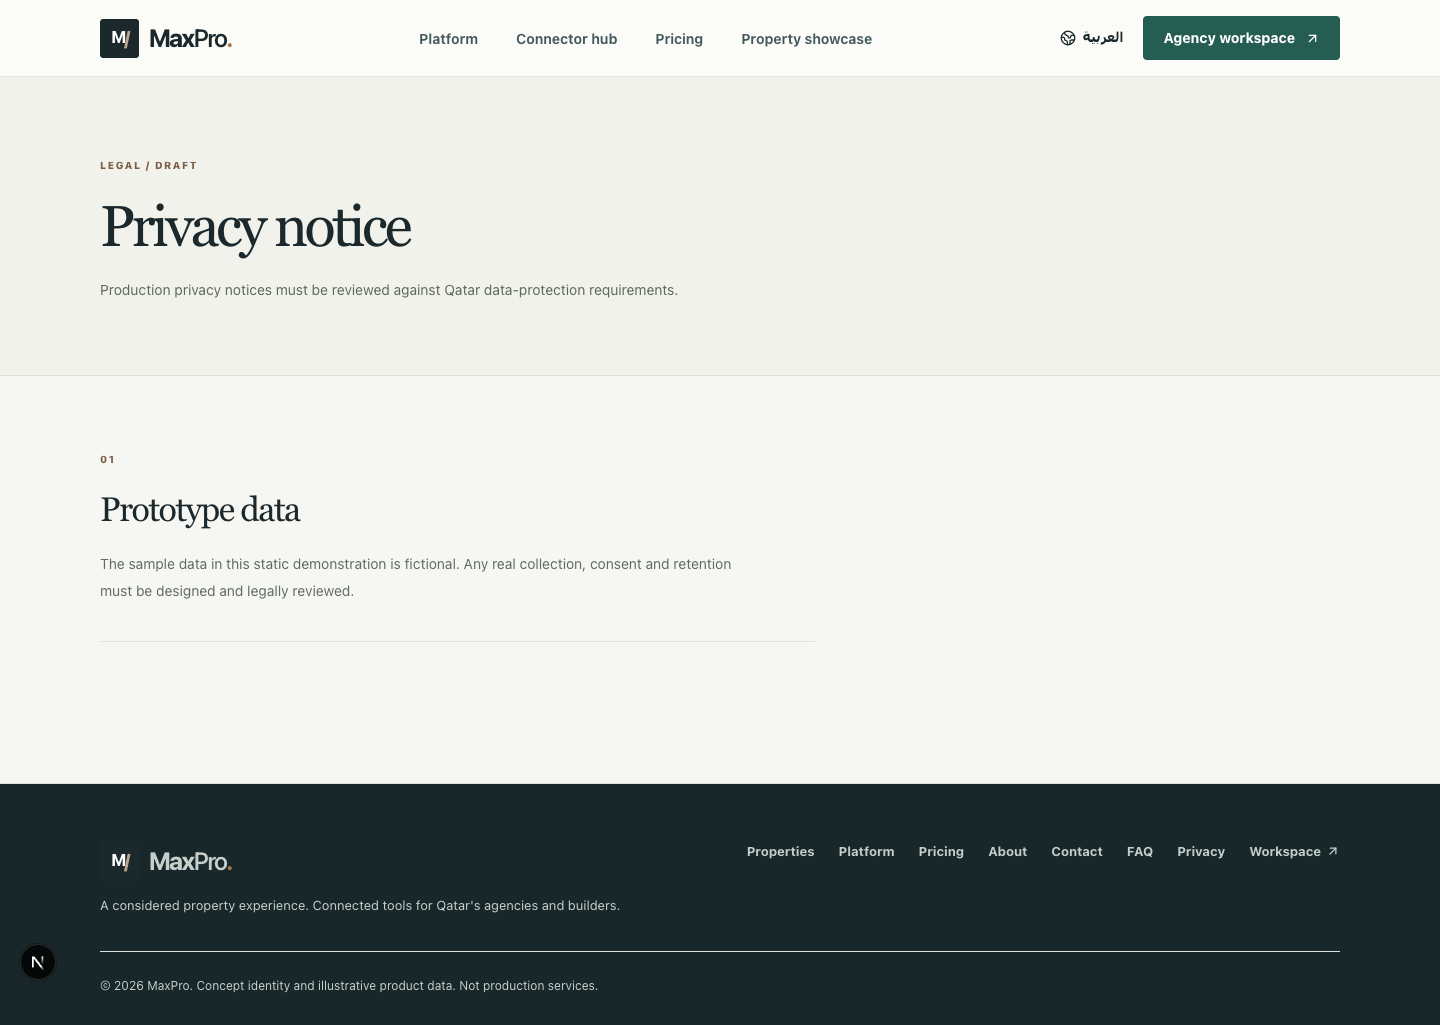 M/ MaxPro.
Platform
Connector hub
Pricing
Property showcase
العربية
Agency workspace
LEGAL / DRAFT
Privacy notice
Production privacy notices must be reviewed against Qatar data-protection requirements.
01
Prototype data
The sample data in this static demonstration is fictional. Any real collection, consent and retention
must be designed and legally reviewed.
M/ MaxPro.
Properties
Platform
Pricing
About
Contact
FAQ
Privacy
Workspace
A considered property experience. Connected tools for Qatar's agencies and builders.
N
© 2026 MaxPro. Concept identity and illustrative product data. Not production services.